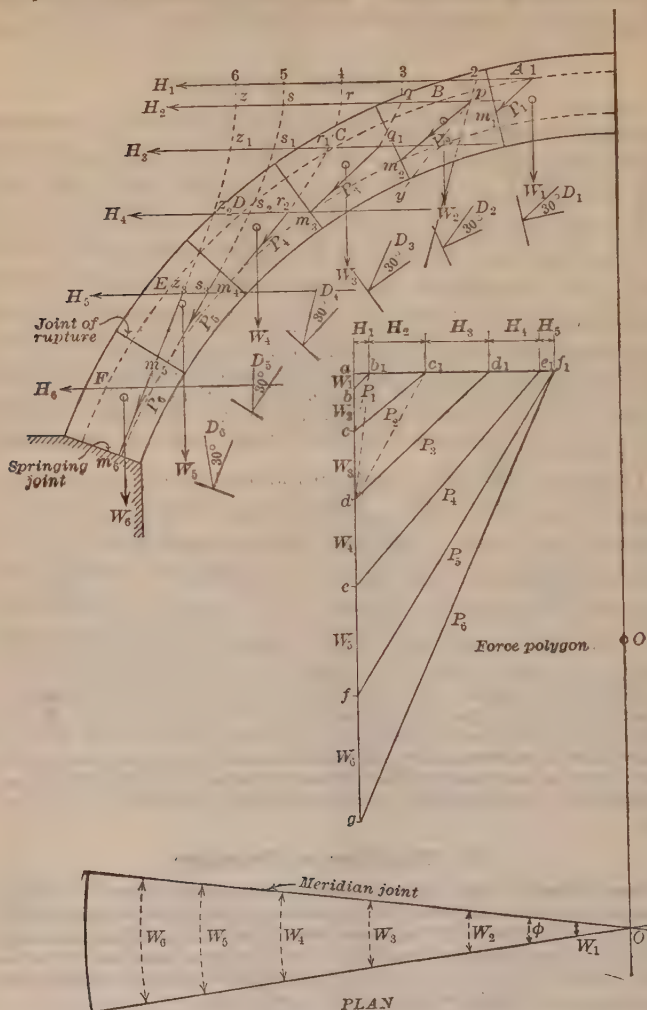 6 5 4 3 2 A 1
H₁
H₂ z s r q B p
P₁
m₁
H₃ z₁ s₁ r₁ C q₁ P₂
m₂
P₃ y W₂ W₁
30° D₁
30° D₂
H₄ z₂ D s₂ r₂ m₃
P₄
W₃ 30° D₃
H₅ E z₃ s₃ m₄
Joint of
rupture
P₅
W₄ 30° D₄
H₆ F m₅
P₆
30° D₅
W₅
30° D₆
Springing
joint
m₆
W₆
H₁ H₂ H₃ H₄ H₅
a b₁ c₁ d₁ e₁ f₁
W₁ P₁
b
W₂ P₂
c
W₃ P₃
d
W₄ P₄
e
W₅ P₅
P₆
Force polygon O
f
W₆
g
Meridian joint
W₆ W₅ W₄ W₃ W₂ ϕ W₁ O
PLAN